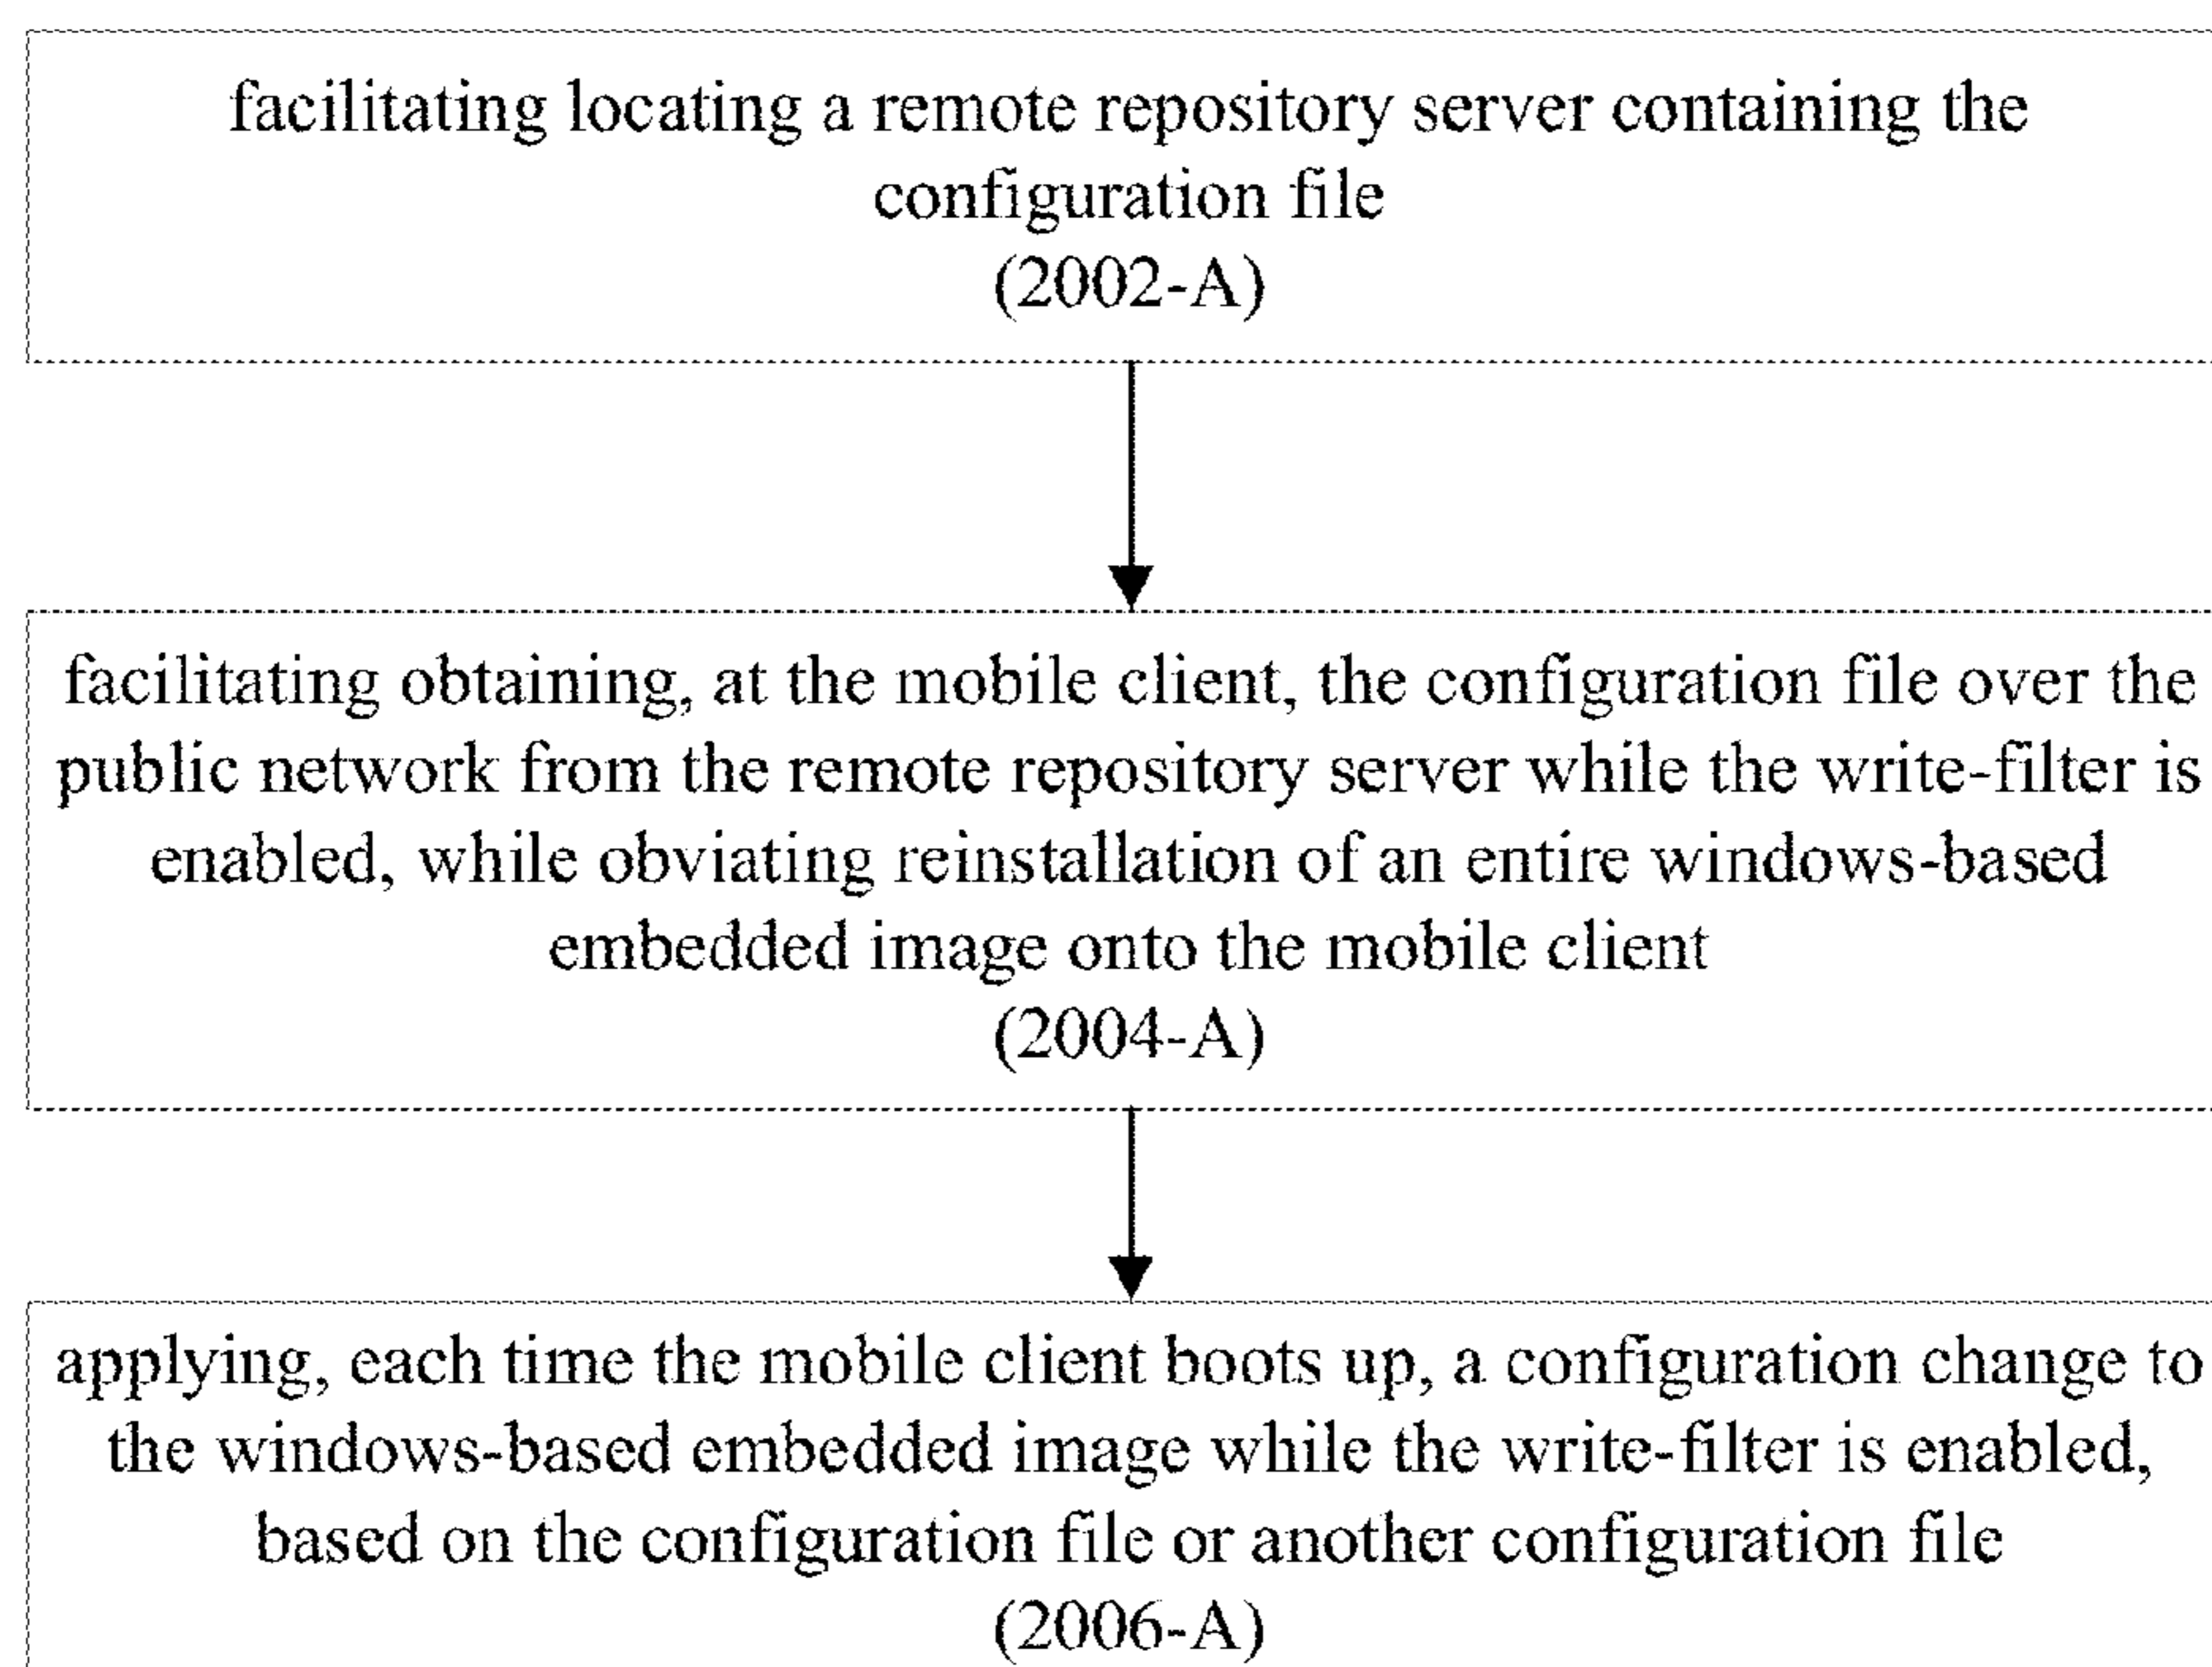 facilitating locating a remote repository server containing the
configuration file
(2002-A)
facilitating obtaining, at the mobile client, the configuration file over the
public network from the remote repository server while the write-filter is
enabled, while obviating reinstallation of an entire windows-based
embedded image onto the mobile client
(2004-A)
applying, each time the mobile client boots up, a configuration change to
the windows-based embedded image while the write-filter is enabled,
based on the configuration file or another configuration file
(2006-A)